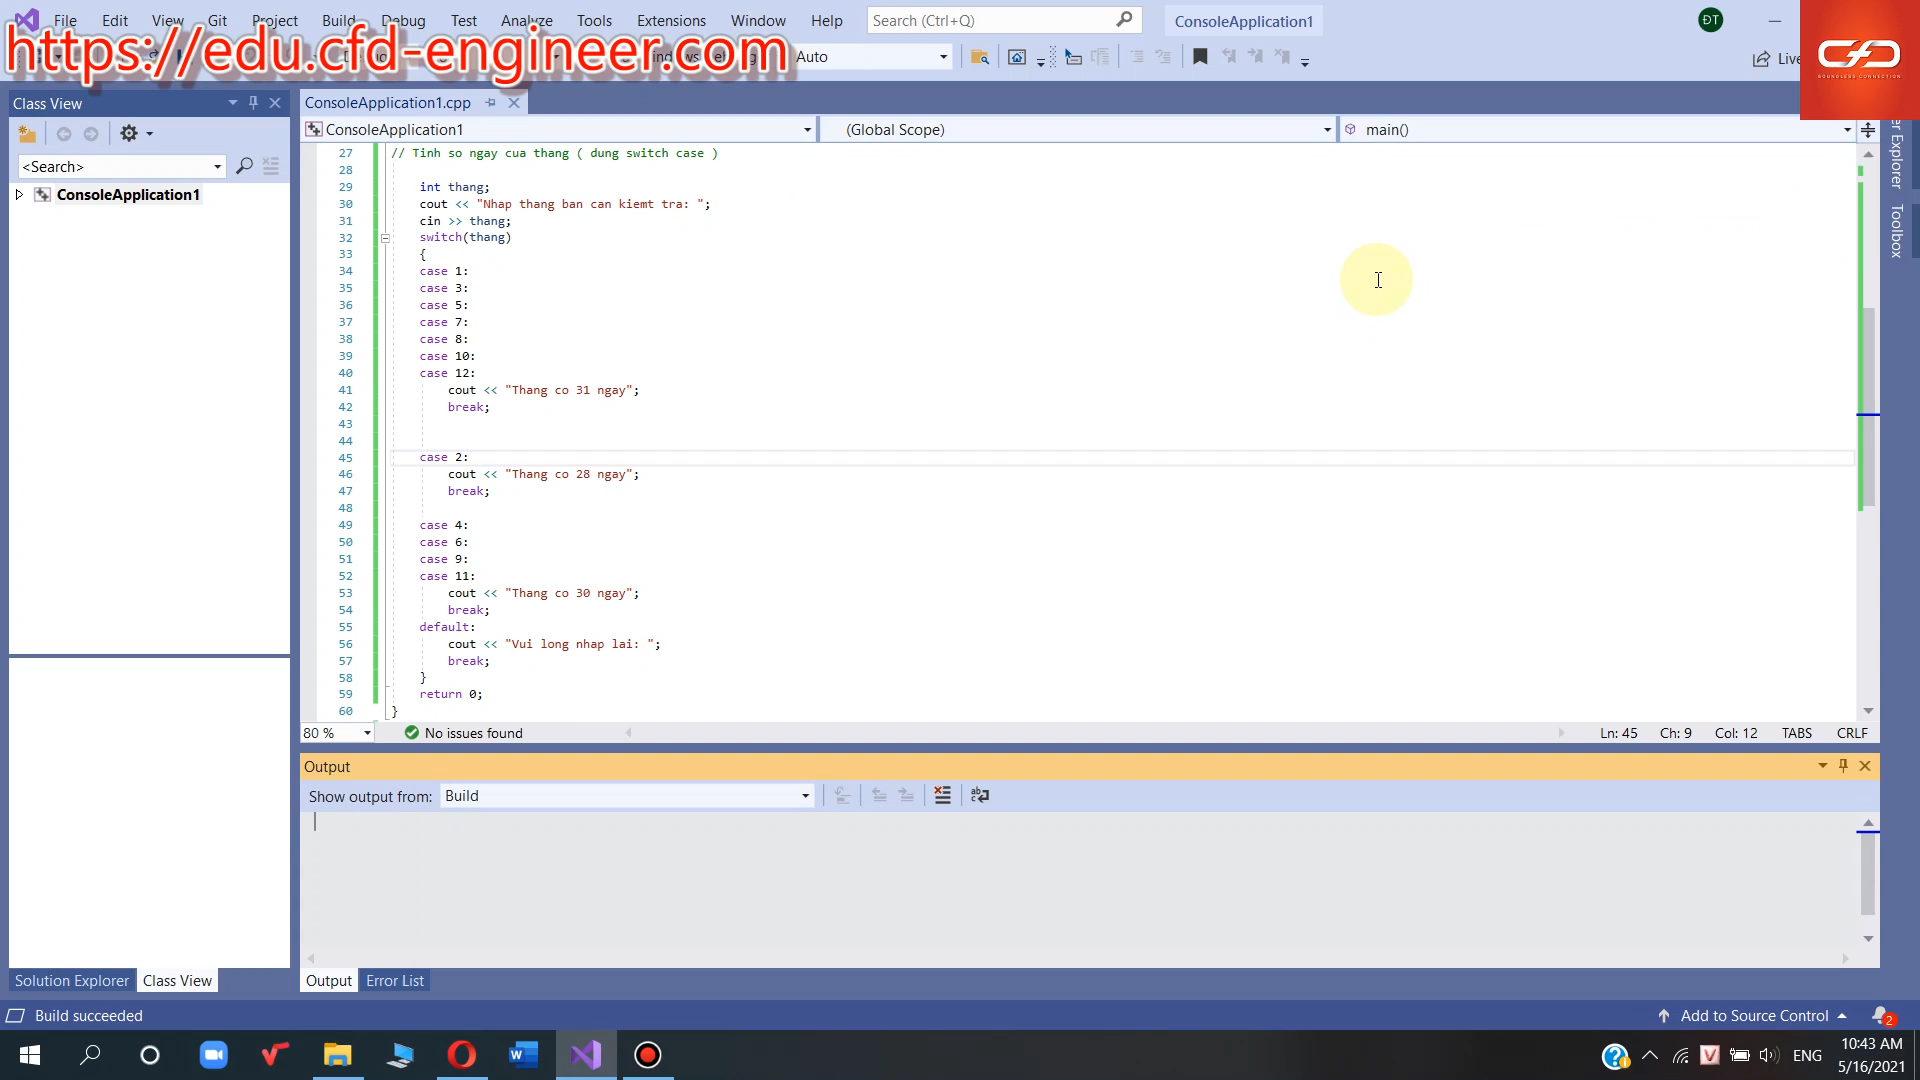 File Edit View Git Project Build Debug Test Analyze Tools Extensions Window Help Search (Ctrl+Q) ConsoleApplication1 ĐT
https://edu.cfd-engineer.com Auto Live
CFD
BOUNDLESS CONNECTION
Class View
ConsoleApplication1.cpp
ConsoleApplication1 (Global Scope) main()
<Search>
ConsoleApplication1
27 // Tinh so ngay cua thang ( dung switch case )
28
29 int thang;
30 cout << "Nhap thang ban can kiemt tra: ";
31 cin >> thang;
32 switch(thang)
33 {
34 case 1:
35 case 3:
36 case 5:
37 case 7:
38 case 8:
39 case 10:
40 case 12:
41 cout << "Thang co 31 ngay";
42 break;
43
44
45 case 2:
46 cout << "Thang co 28 ngay";
47 break;
48
49 case 4:
50 case 6:
51 case 9:
52 case 11:
53 cout << "Thang co 30 ngay";
54 break;
55 default:
56 cout << "Vui long nhap lai: ";
57 break;
58 }
59 return 0;
60 }
er Explorer
Toolbox
80 % No issues found Ln: 45 Ch: 9 Col: 12 TABS CRLF
Output
Show output from: Build
Solution Explorer Class View Output Error List
Build succeeded Add to Source Control 2
ENG 10:43 AM
5/16/2021